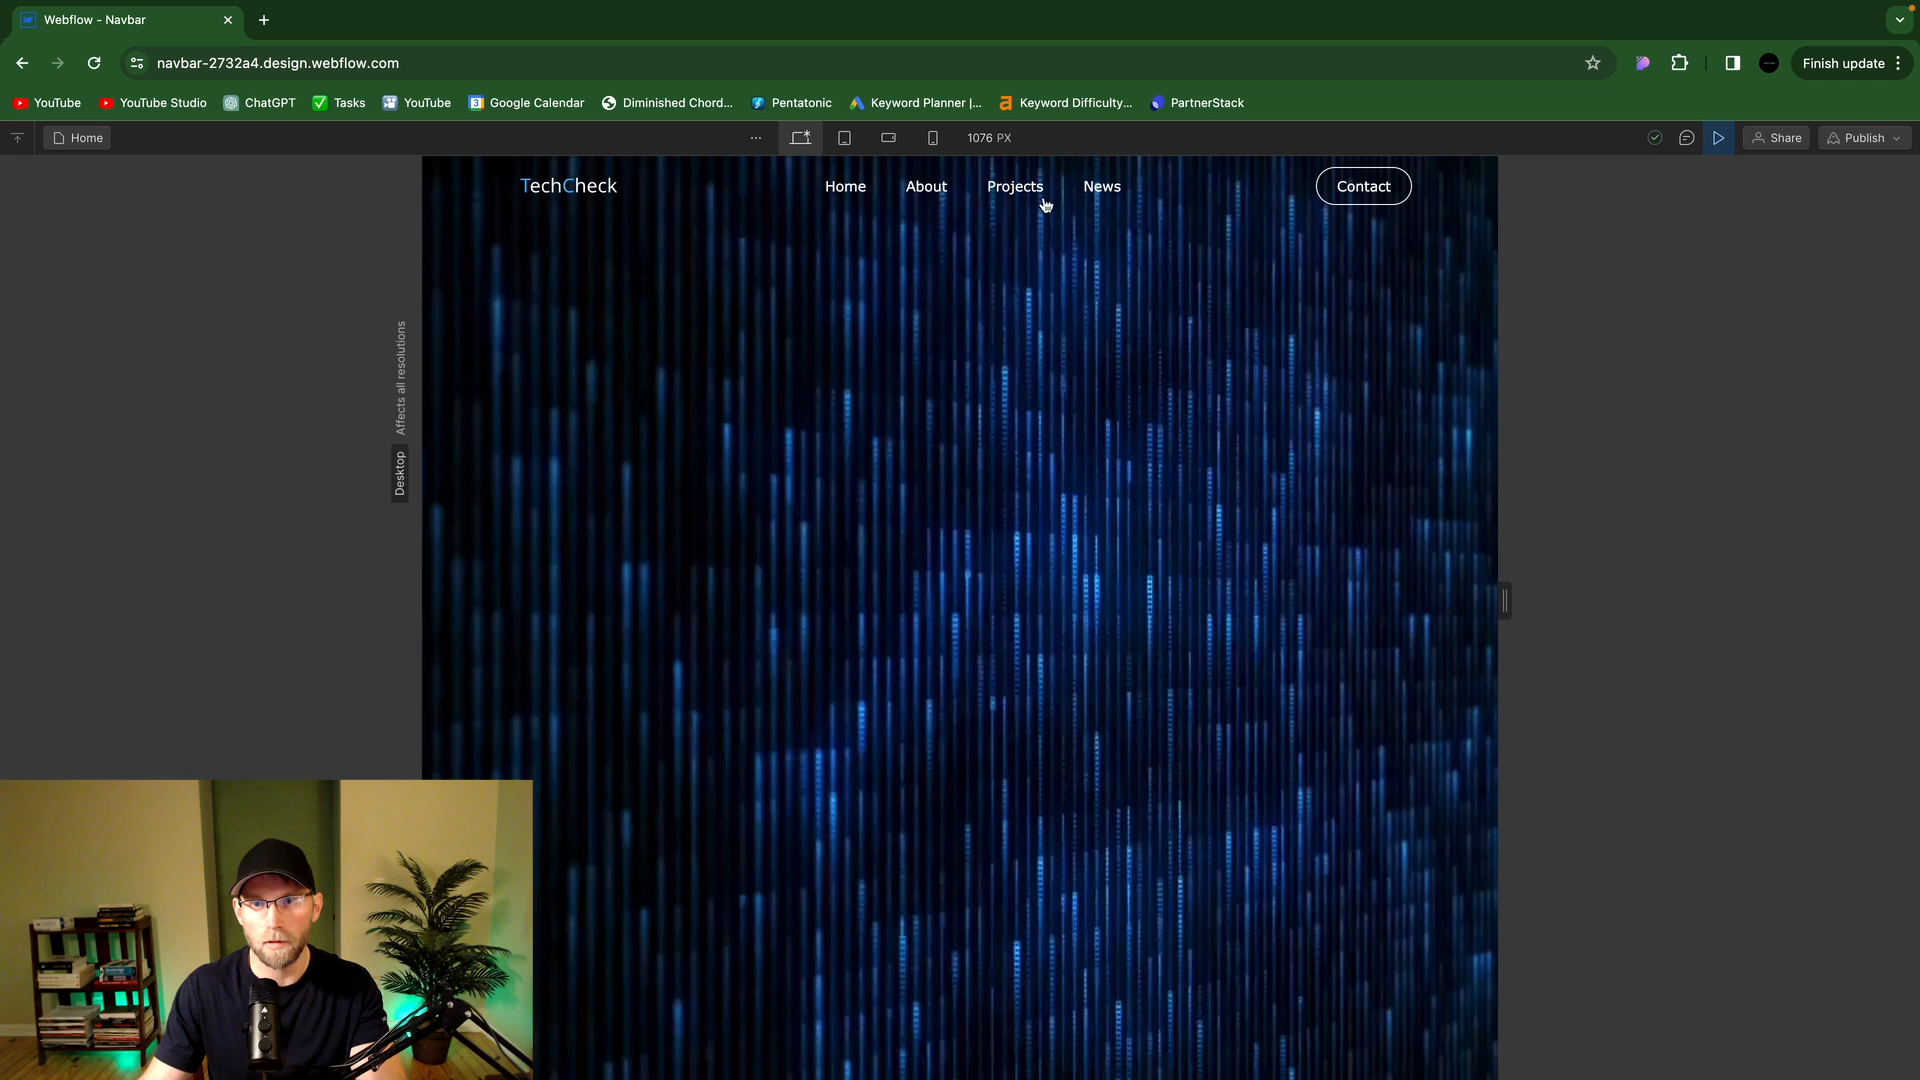 Webflow - Navbar
navbar-2732a4.design.webflow.com
Finish update
YouTube YouTube Studio ChatGPT Tasks YouTube Google Calendar Diminished Chord... Pentatonic Keyword Planner |... Keyword Difficulty... PartnerStack
Home 1076 PX Share Publish
TechCheck Home About Projects News Contact
Affects all resolutions
Desktop